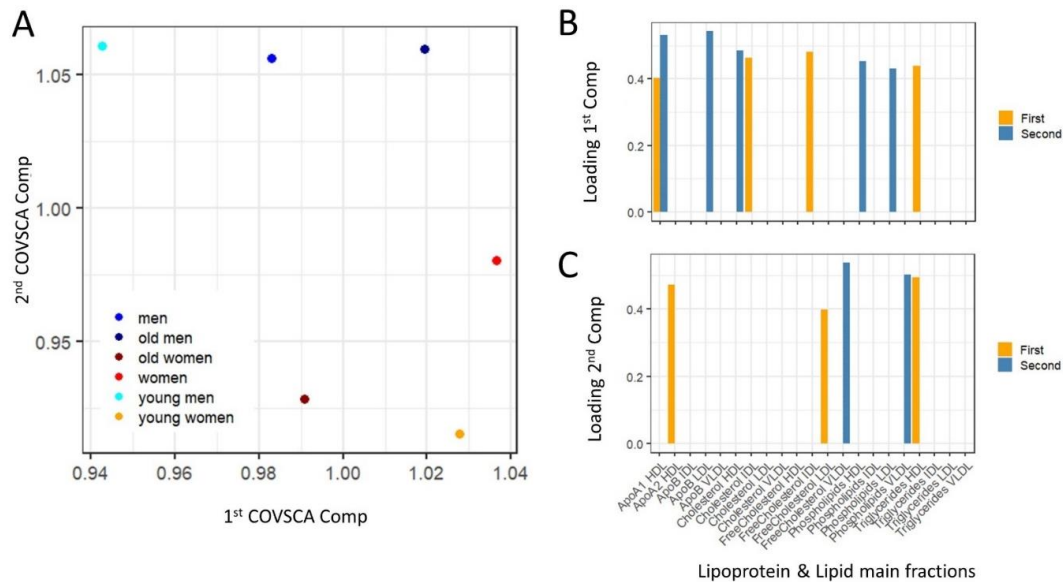 A
1.05
1.00
0.95
2nd COVSCA Comp
men
old men
old women
women
young men
young women
0.94
0.96
0.98
1.00
1.02
1.04
1st COVSCA Comp
B
Loading 1st Comp
0.4
0.2
0.0
First
Second
C
Loading 2nd Comp
0.4
0.2
0.0
First
Second
ApoA1 HDL
ApoA2 HDL
ApoB IDL
ApoB LDL
ApoB VLDL
Cholesterol HDL
Cholesterol IDL
Cholesterol LDL
Cholesterol VLDL
FreeCholesterol HDL
FreeCholesterol IDL
FreeCholesterol LDL
FreeCholesterol VLDL
Phospholipids HDL
Phospholipids IDL
Phospholipids LDL
Phospholipids VLDL
Triglycerides HDL
Triglycerides IDL
Triglycerides LDL
Triglycerides VLDL
Lipoprotein & Lipid main fractions